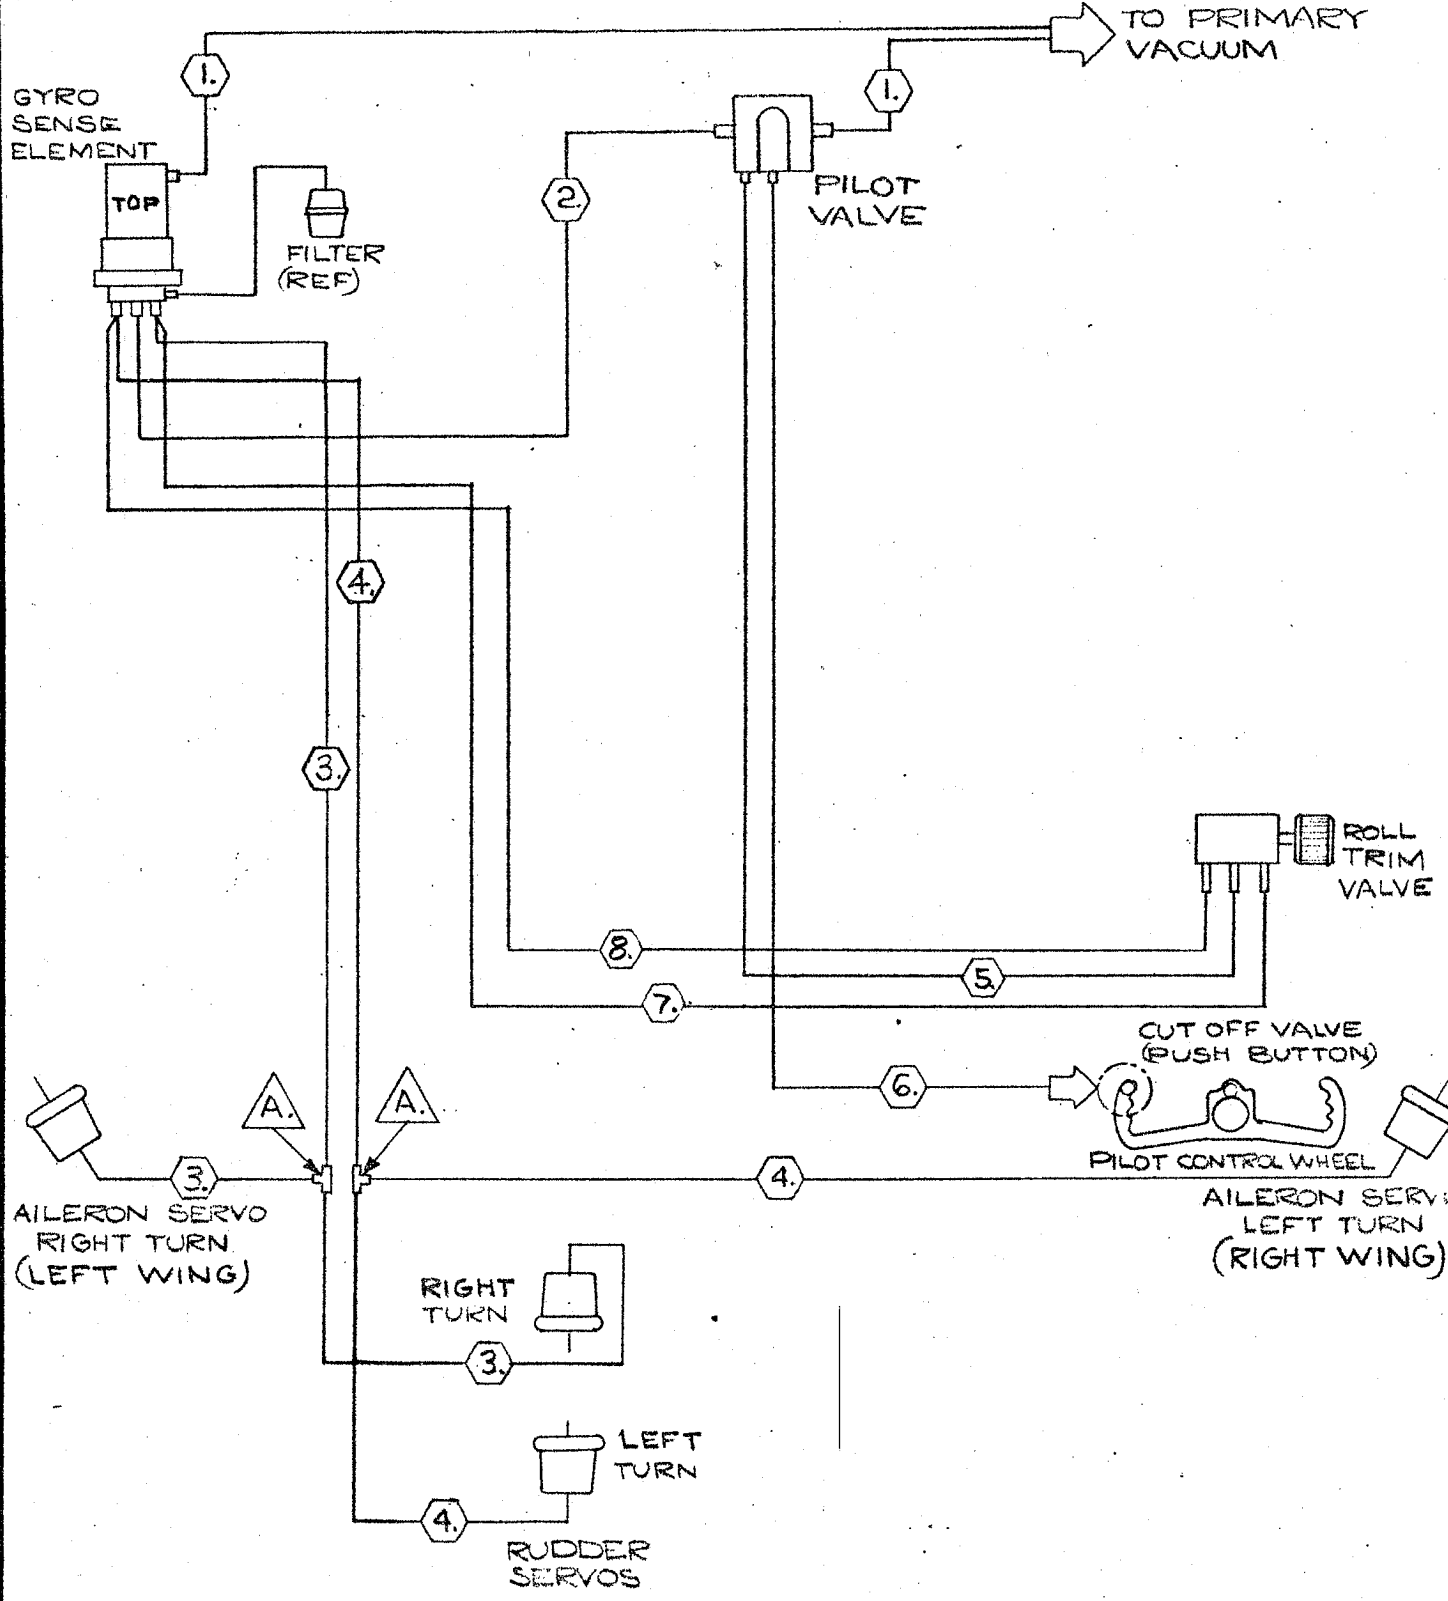 TO PRIMARY
VACUUM
1.
1.
GYRO
SENSE
ELEMENT
TOP
2.
PILOT
VALVE
FILTER
(REF)
4.
3.
ROLL
TRIM
VALVE
8.
5.
7.
CUT OFF VALVE
(PUSH BUTTON)
6.
A.
A.
PILOT CONTROL WHEEL
3.
4.
AILERON SERVO
RIGHT TURN
(LEFT WING)
AILERON SERV
LEFT TURN
(RIGHT WING)
RIGHT
TURN
3.
LEFT
TURN
4.
RUDDER
SERVOS